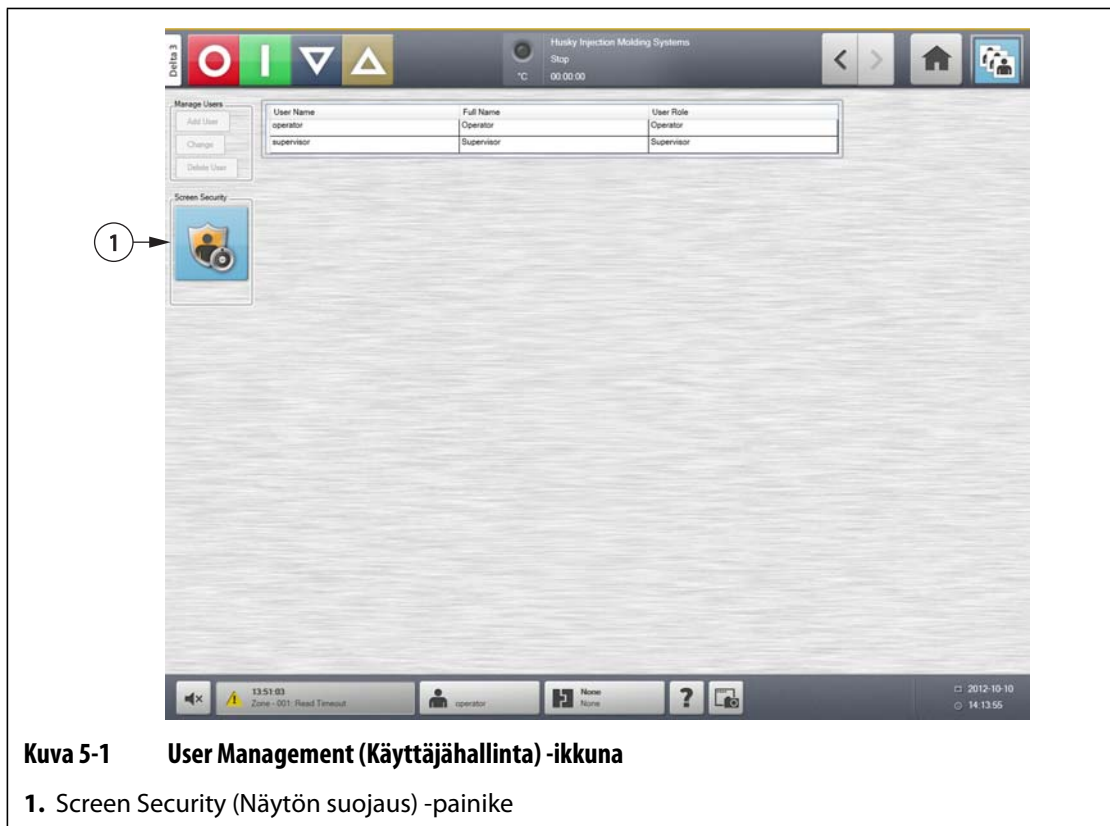 Delta 3
Husky Injection Molding Systems
Stop
°C 00:00:00
Manage Users
Add User
Change
Delete User
User Name Full Name User Role
operator Operator Operator
supervisor Supervisor Supervisor
Screen Security
1
13:51:03
Zone - 001: Read Timeout
operator
None
None
?
2012-10-10
14:13:55
Kuva 5-1 User Management (Käyttäjähallinta) -ikkuna
1. Screen Security (Näytön suojaus) -painike